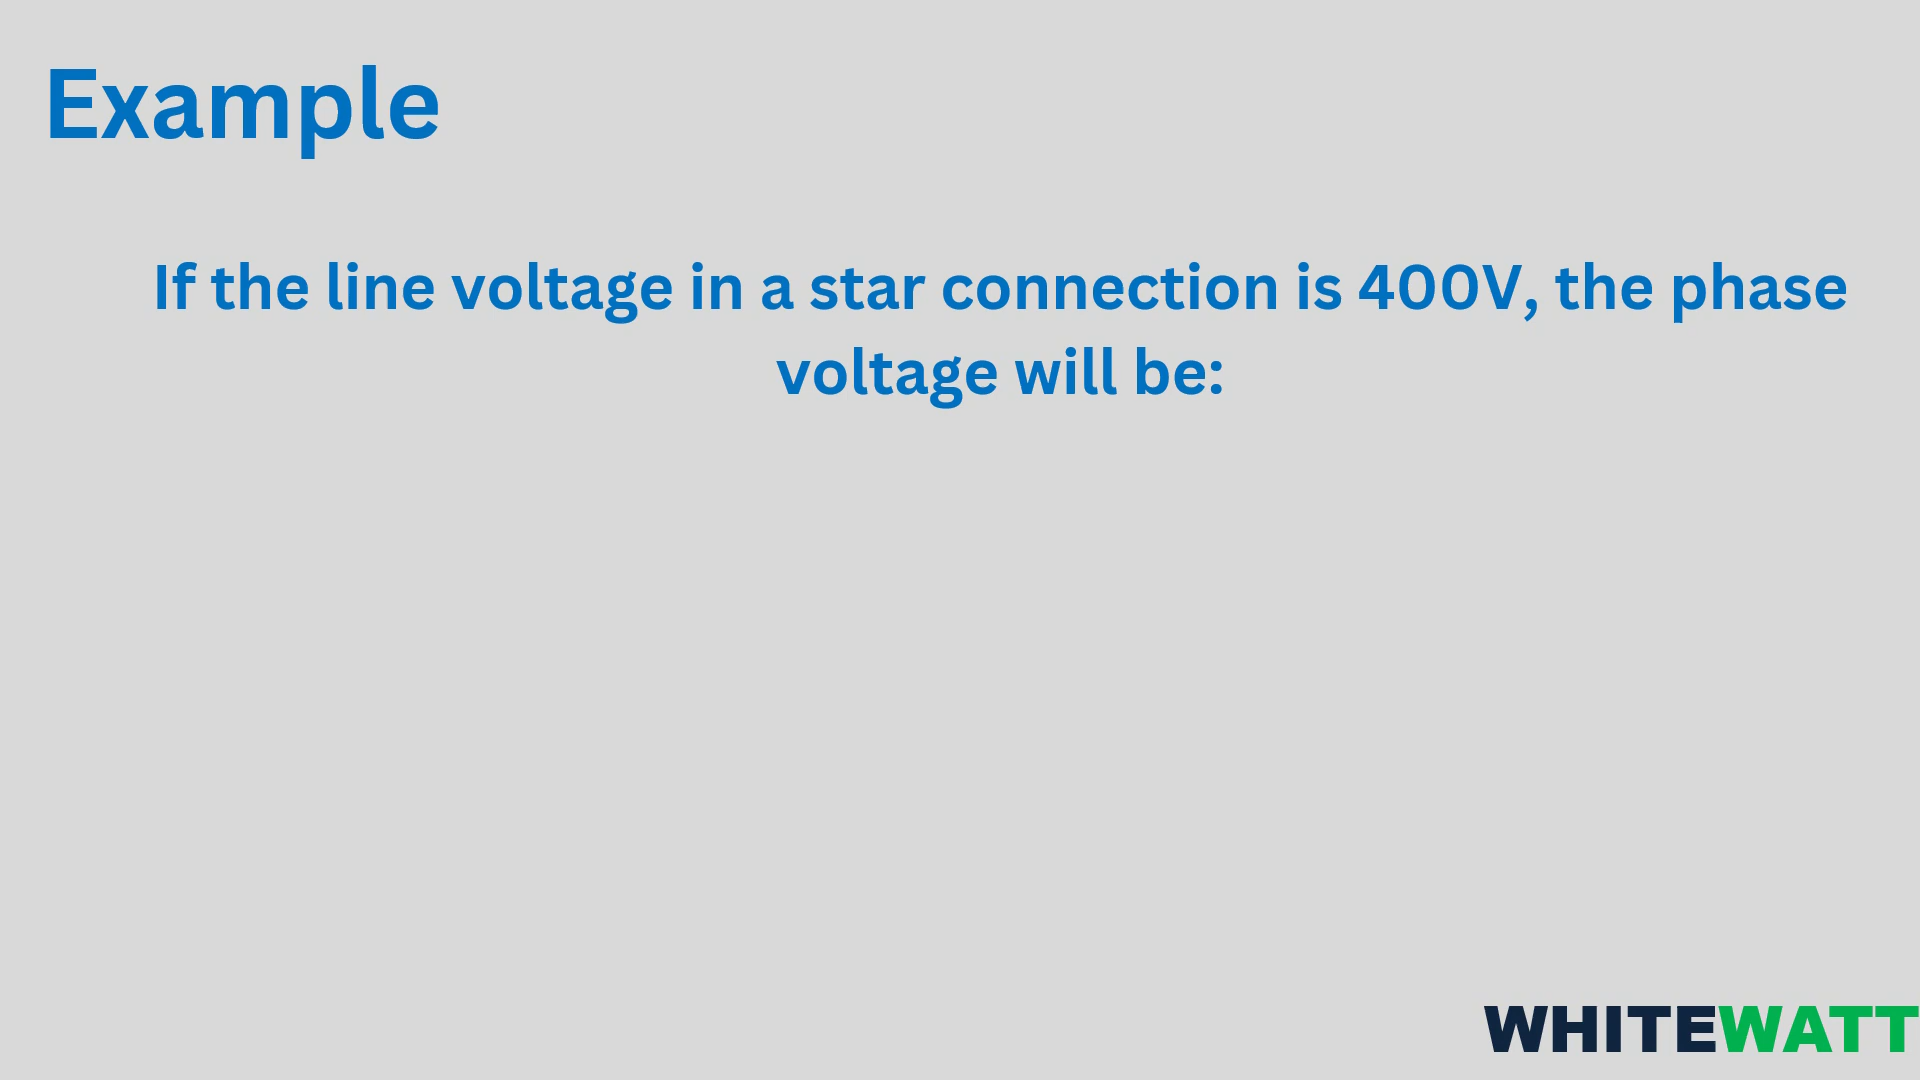 Example
If the line voltage in a star connection is 400V, the phase
voltage will be:
WHITEWATT